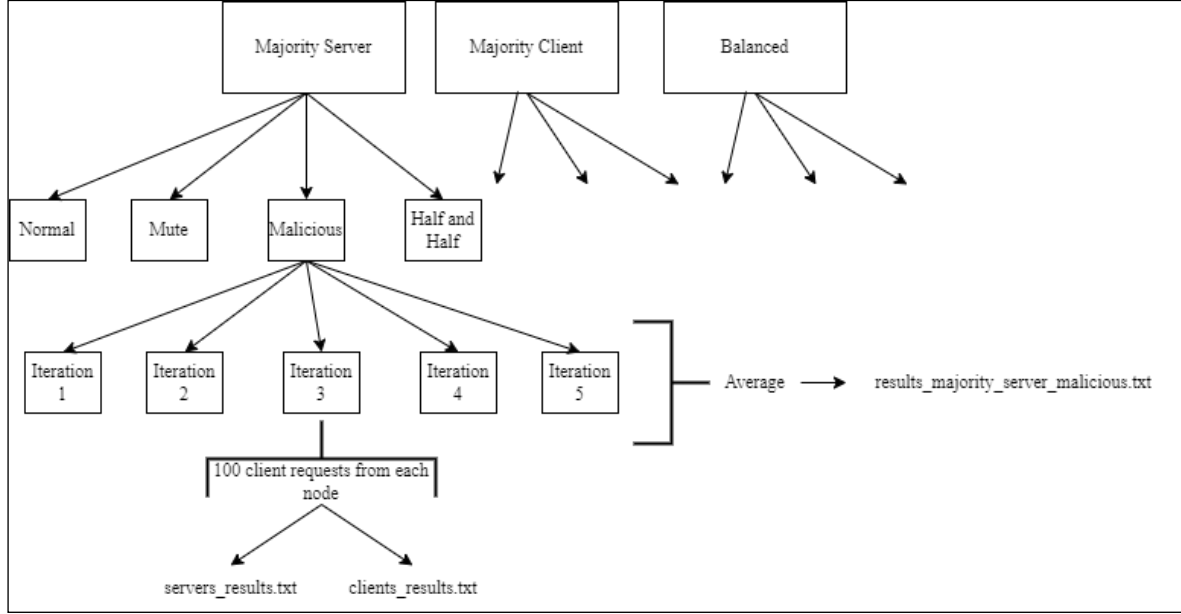 Majority Server
Majority Client
Balanced
Normal
Mute
Malicious
Half and
Half
Iteration
1
Iteration
2
Iteration
3
Iteration
4
Iteration
5
Average
results_majority_server_malicious.txt
100 client requests from each
node
servers_results.txt
clients_results.txt